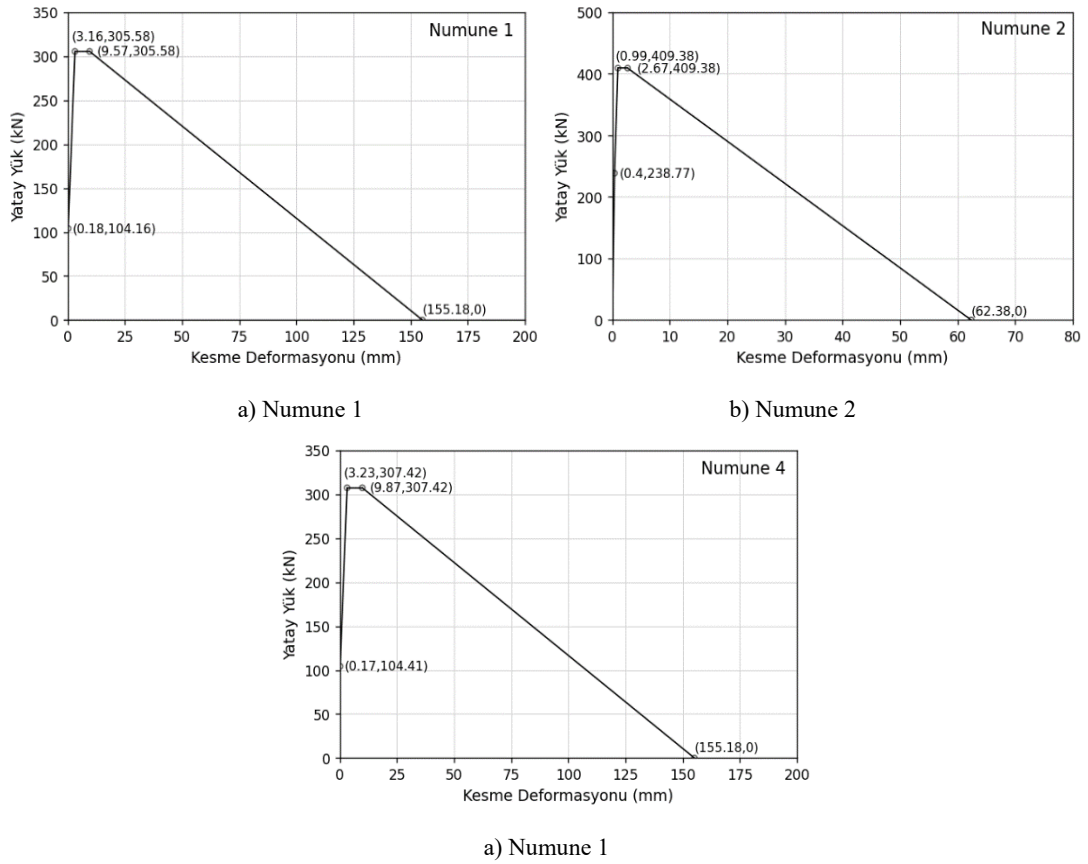 Numune 1
(3.16,305.58)
(9.57,305.58)
(0.18,104.16)
(155.18,0)
350
300
250
200
150
100
50
0
0 25 50 75 100 125 150 175 200
Yatay Yük (kN)
Kesme Deformasyonu (mm)
a) Numune 1
Numune 2
(0.99,409.38)
(2.67,409.38)
(0.4,238.77)
(62.38,0)
500
400
300
200
100
0
0 10 20 30 40 50 60 70 80
Yatay Yük (kN)
Kesme Deformasyonu (mm)
b) Numune 2
Numune 4
(3.23,307.42)
(9.87,307.42)
(0.17,104.41)
(155.18,0)
350
300
250
200
150
100
50
0
0 25 50 75 100 125 150 175 200
Yatay Yük (kN)
Kesme Deformasyonu (mm)
a) Numune 1